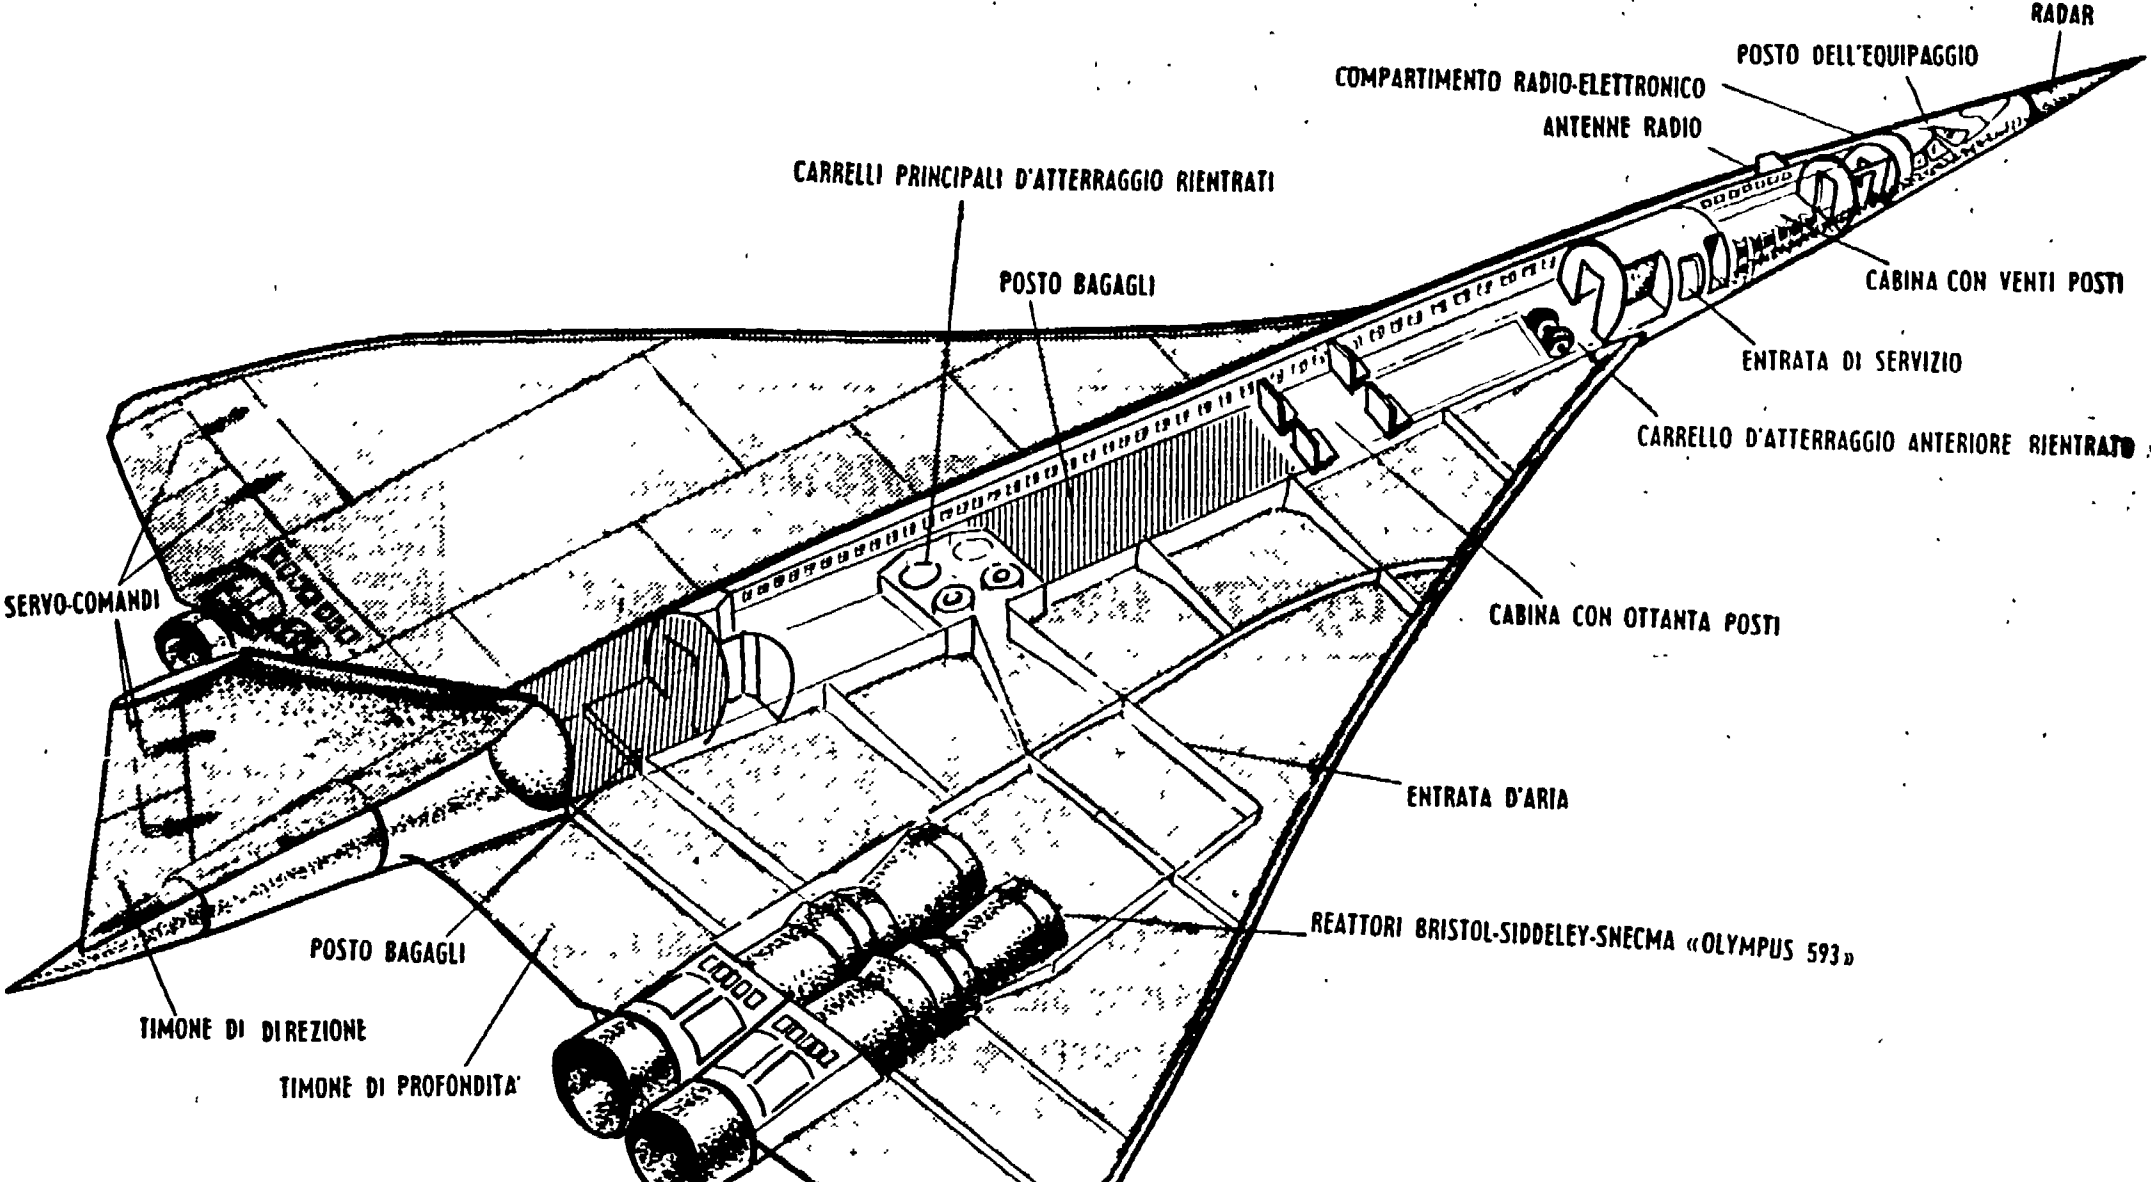 RADAR
POSTO DELL'EQUIPAGGIO
COMPARTIMENTO RADIO-ELETTRONICO
ANTENNE RADIO
CARRELLI PRINCIPALI D'ATTERRAGGIO RIENTRATI
POSTO BAGAGLI
CABINA CON VENTI POSTI
ENTRATA DI SERVIZIO
CARRELLO D'ATTERRAGGIO ANTERIORE RIENTRATO
SERVO-COMANDI
CABINA CON OTTANTA POSTI
ENTRATA D'ARIA
REATTORI BRISTOL-SIDDELEY-SNECMA «OLYMPUS 593»
POSTO BAGAGLI
TIMONE DI DIREZIONE
TIMONE DI PROFONDITA'